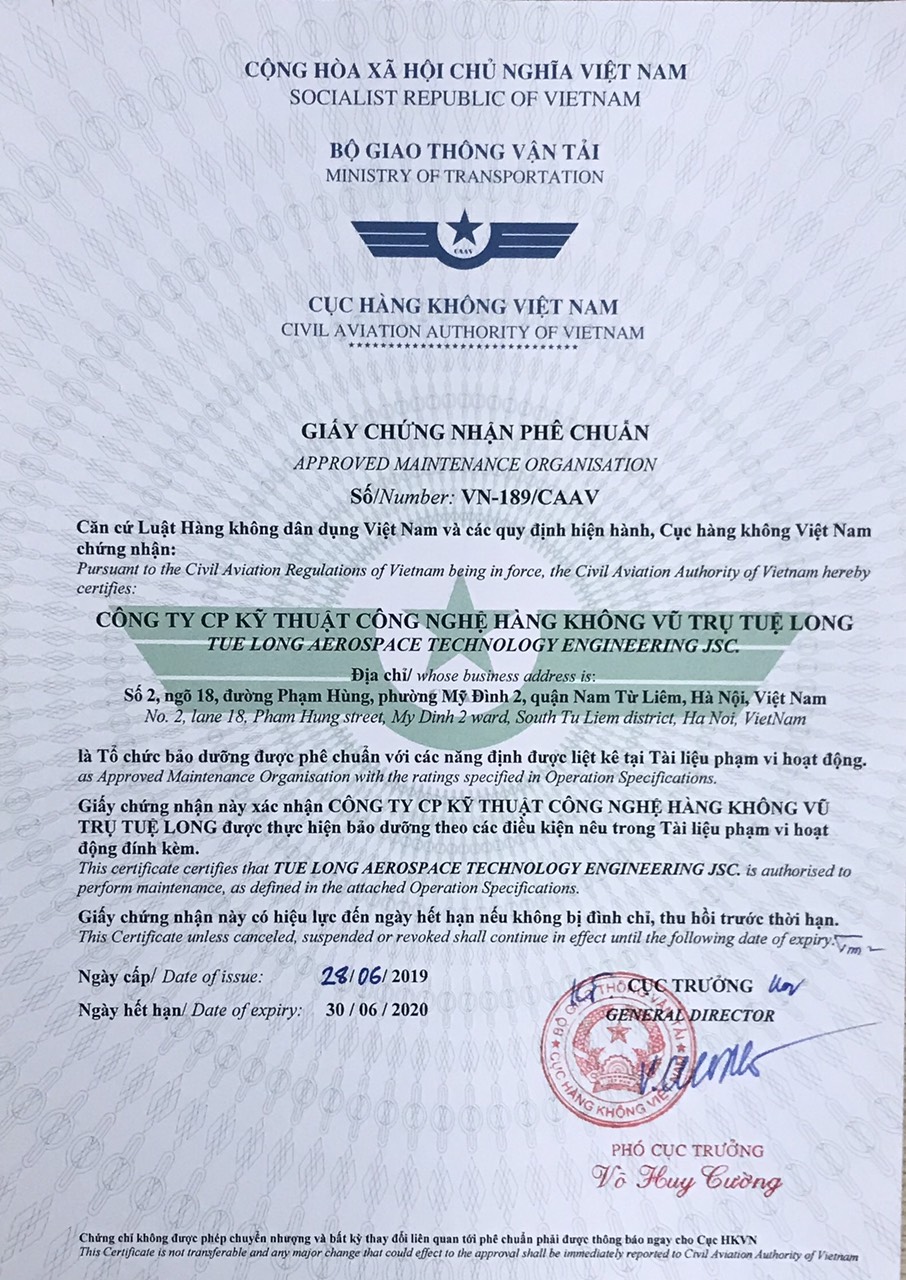 CỘNG HÒA XÃ HỘI CHỦ NGHĨA VIỆT NAM
SOCIALIST REPUBLIC OF VIETNAM
BỘ GIAO THÔNG VẬN TẢI
MINISTRY OF TRANSPORTATION
CAAV
CỤC HÀNG KHÔNG VIỆT NAM
CIVIL AVIATION AUTHORITY OF VIETNAM
****************************
GIẤY CHỨNG NHẬN PHÊ CHUẨN
APPROVED MAINTENANCE ORGANISATION
Số/Number: VN-189/CAAV
Căn cứ Luật Hàng không dân dụng Việt Nam và các quy định hiện hành, Cục hàng không Việt Nam
chứng nhận:
Pursuant to the Civil Aviation Regulations of Vietnam being in force, the Civil Aviation Authority of Vietnam hereby
certifies:
CÔNG TY CP KỸ THUẬT CÔNG NGHỆ HÀNG KHÔNG VŨ TRỤ TUỆ LONG
TUE LONG AEROSPACE TECHNOLOGY ENGINEERING JSC.
Địa chỉ/ whose business address is:
Số 2, ngõ 18, đường Phạm Hùng, phường Mỹ Đình 2, quận Nam Từ Liêm, Hà Nội, Việt Nam
No. 2, lane 18, Pham Hung street, My Dinh 2 ward, South Tu Liem district, Ha Noi, VietNam
là Tổ chức bảo dưỡng được phê chuẩn với các năng định được liệt kê tại Tài liệu phạm vi hoạt động.
as Approved Maintenance Organisation with the ratings specified in Operation Specifications.
Giấy chứng nhận này xác nhận CÔNG TY CP KỸ THUẬT CÔNG NGHỆ HÀNG KHÔNG VŨ
TRỤ TUỆ LONG được thực hiện bảo dưỡng theo các điều kiện nêu trong Tài liệu phạm vi hoạt
động đính kèm.
This certificate certifies that TUE LONG AEROSPACE TECHNOLOGY ENGINEERING JSC. is authorised to
perform maintenance, as defined in the attached Operation Specifications.
Giấy chứng nhận này có hiệu lực đến ngày hết hạn nếu không bị đình chỉ, thu hồi trước thời hạn.
This Certificate unless canceled, suspended or revoked shall continue in effect until the following date of expiry:
Ngày cấp/ Date of issue: 28/06/ 2019
Ngày hết hạn/ Date of expiry: 30 / 06 / 2020
KT. CỤC TRƯỞNG
GENERAL DIRECTOR
BỘ GIAO THÔNG VẬN TẢI
CỤC HÀNG KHÔNG VIỆT NAM
PHÓ CỤC TRƯỞNG
Võ Huy Cường
Chứng chỉ không được phép chuyển nhượng và bất kỳ thay đổi liên quan tới phê chuẩn phải được thông báo ngay cho Cục HKVN
This Certificate is not transferable and any major change that could effect to the approval shall be immediately reported to Civil Aviation Authority of Vietnam